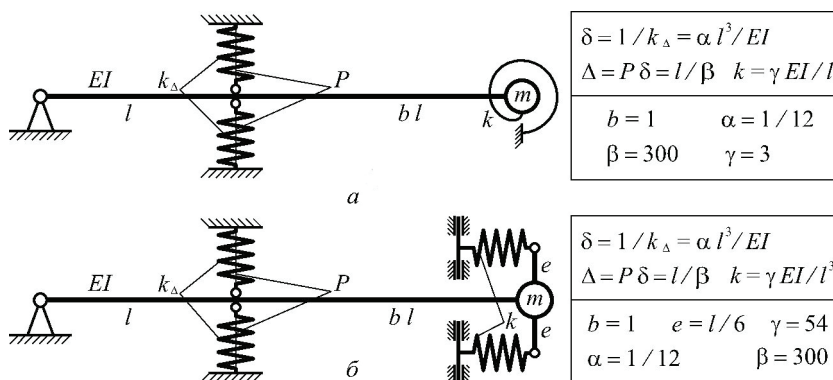 EI k_Δ P m
l b l k
а
δ = 1 / k_Δ = α l³ / EI
Δ = P δ = l / β k = γ EI / l
b = 1 α = 1 / 12
β = 300 γ = 3
e
EI k_Δ P m
l b l k e
б
δ = 1 / k_Δ = α l³ / EI
Δ = P δ = l / β k = γ EI / l³
b = 1 e = l / 6 γ = 54
α = 1 / 12 β = 300